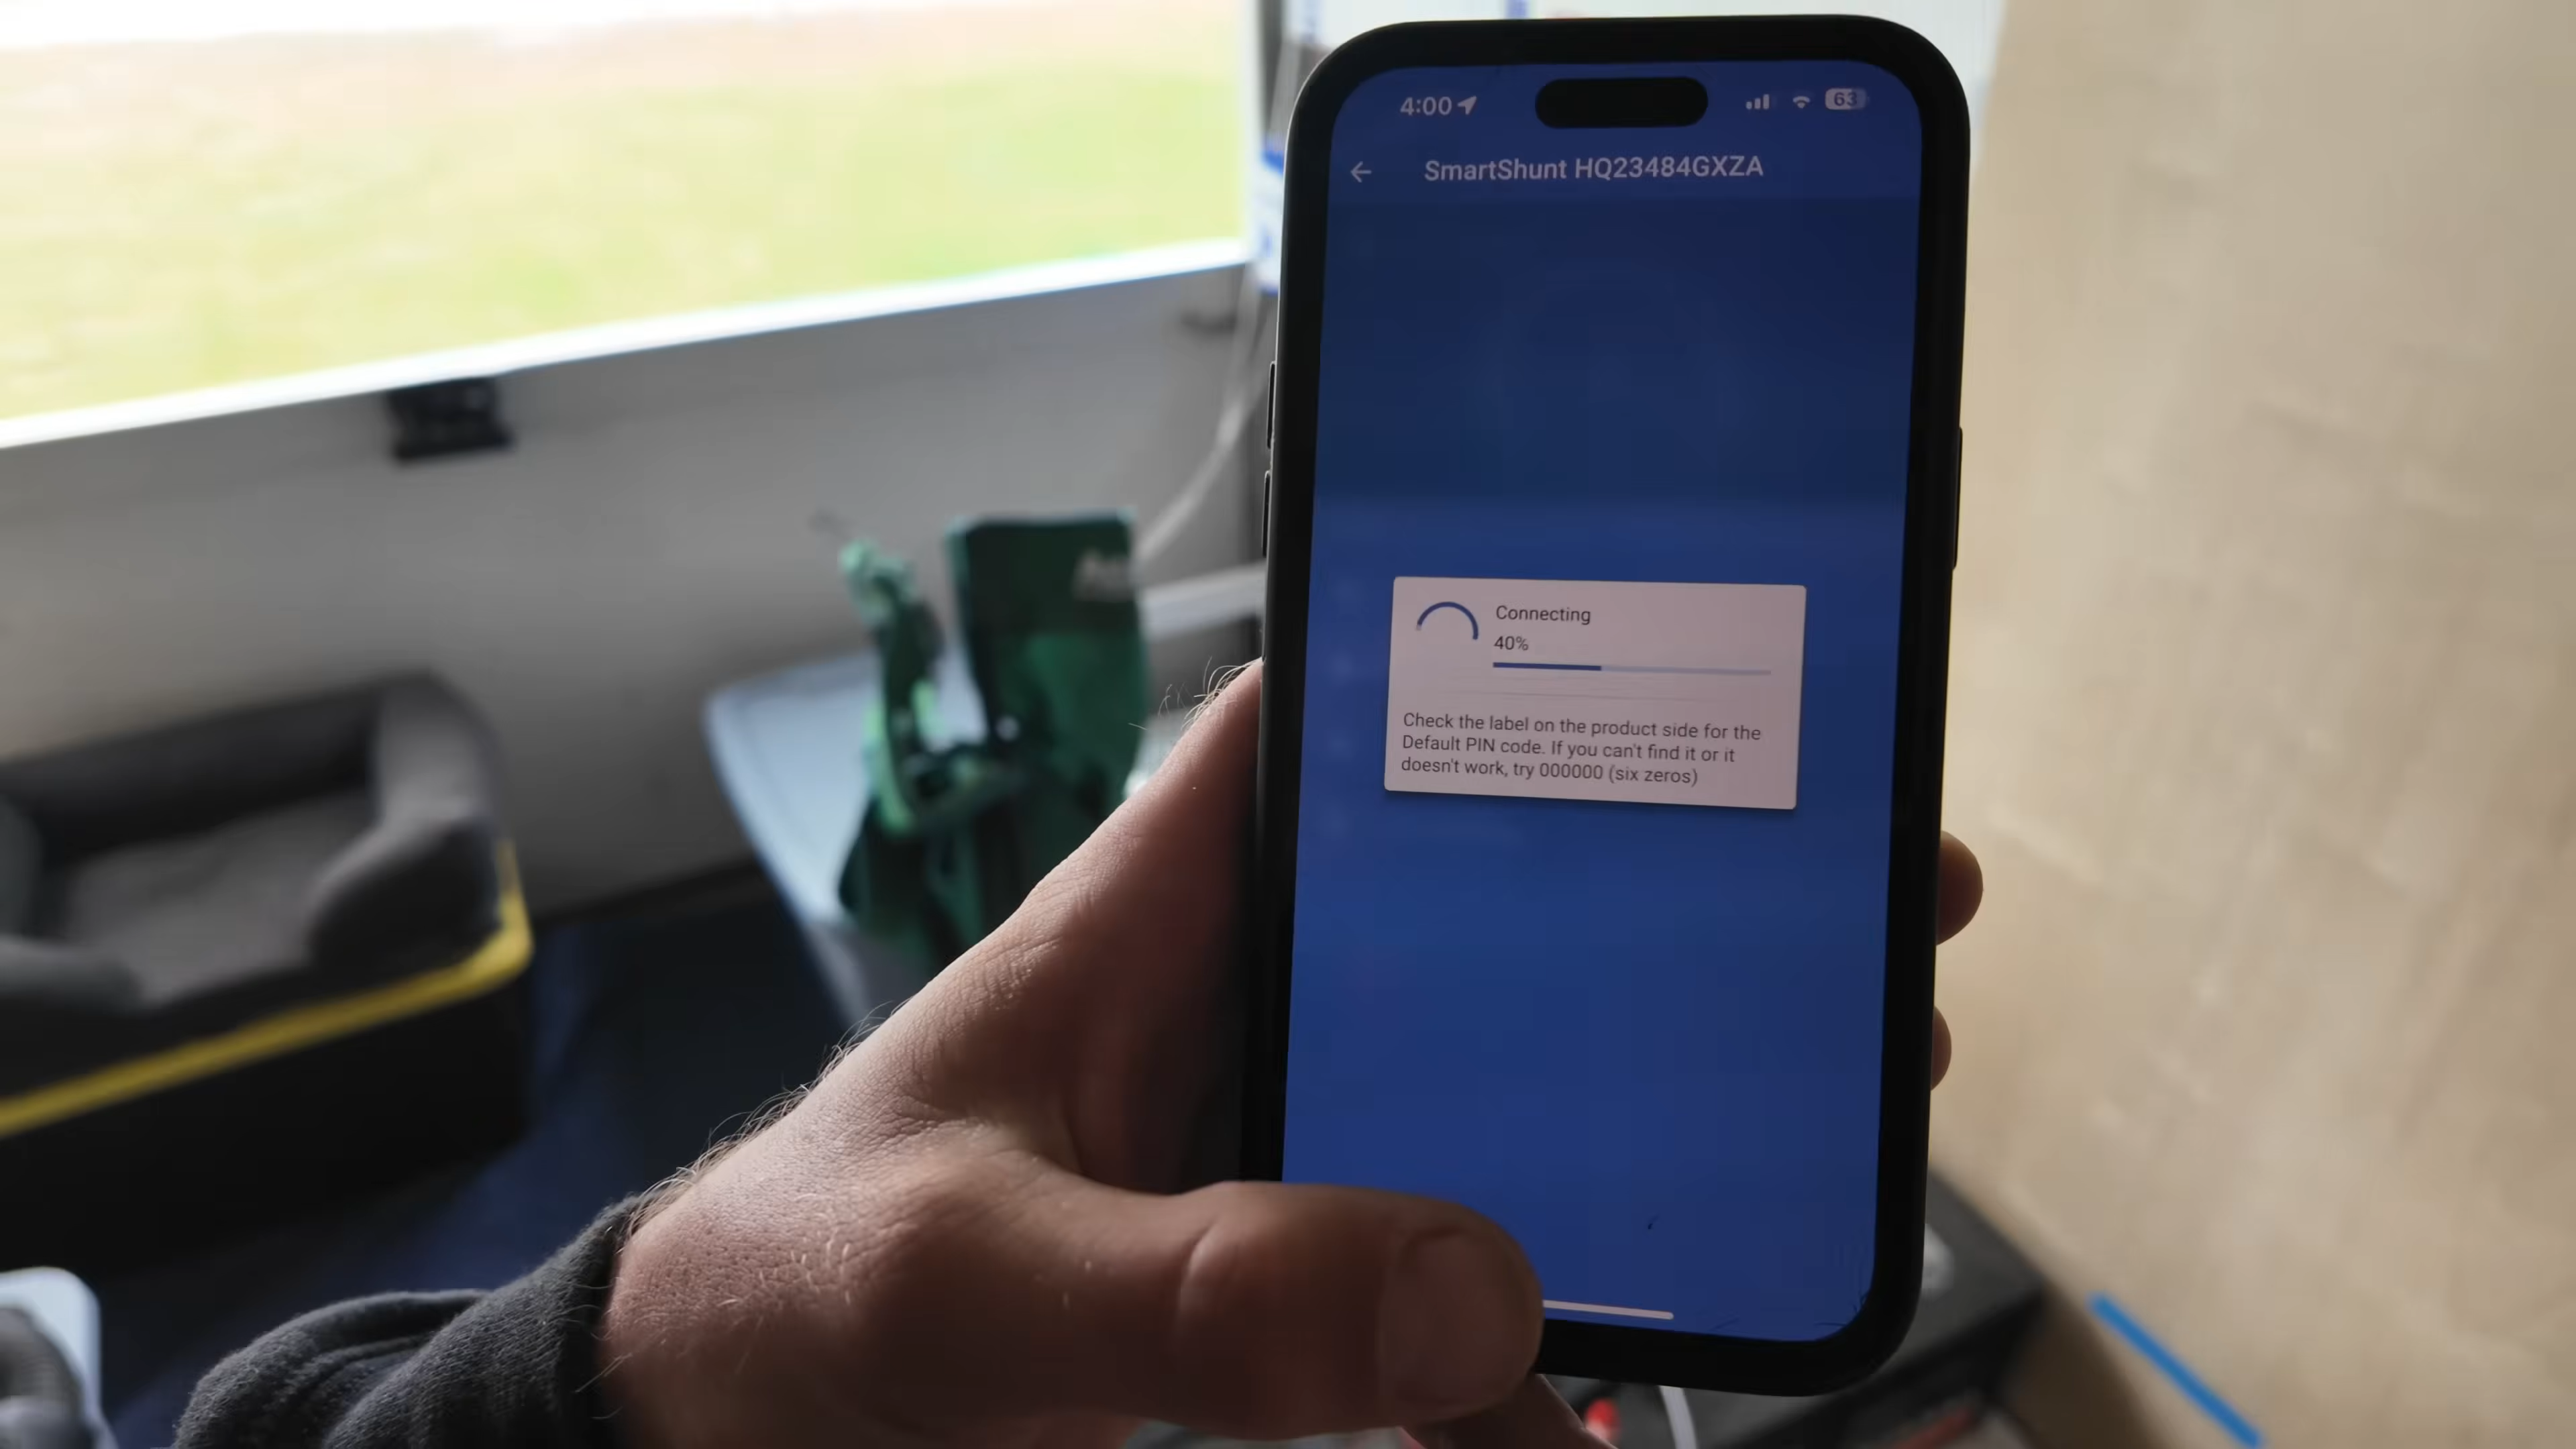 4:00
63
SmartShunt HQ23484GXZA
Connecting
40%
Check the label on the product side for the
Default PIN code. If you can't find it or it
doesn't work, try 000000 (six zeros)